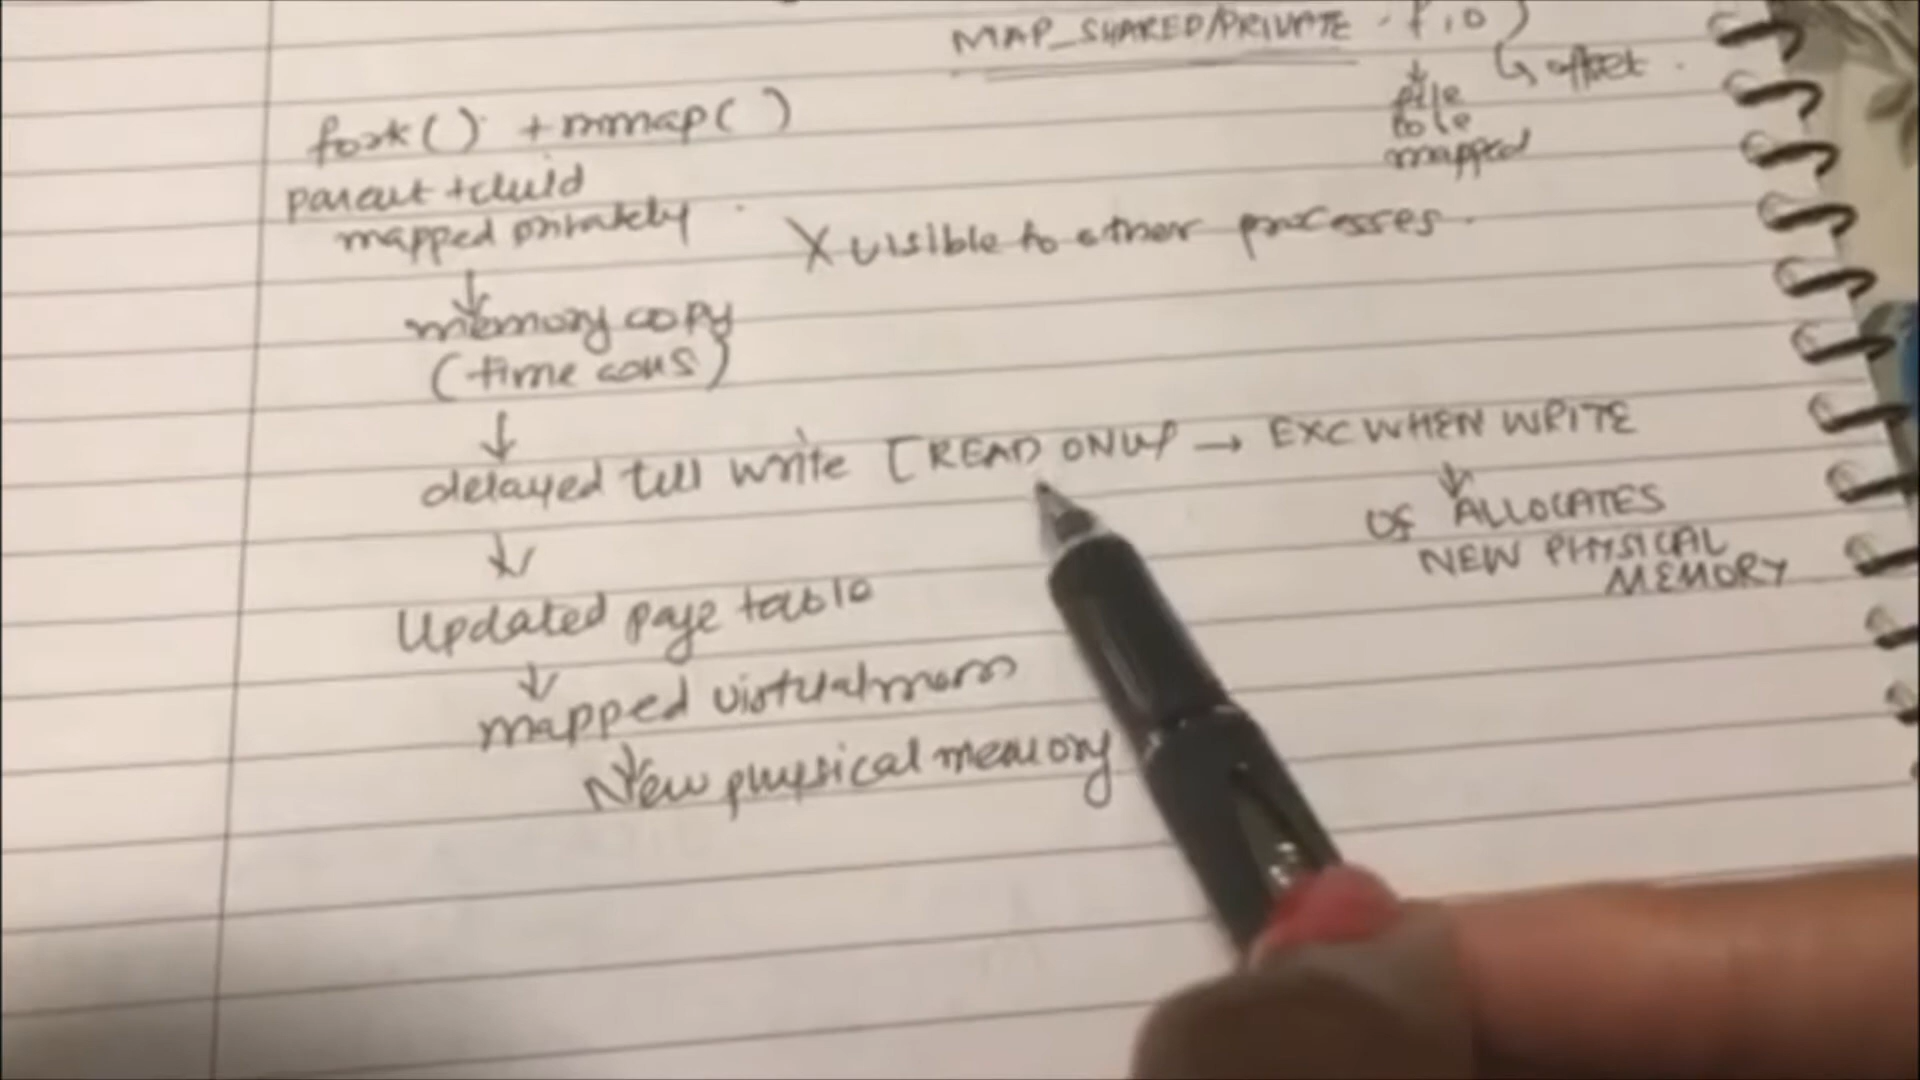 MAP_SHARED/PRIVATE , f, 0 )
↳ offset .
↓
file
to be
mapped
fork() + mmap( )
parent + child
mapped privately .
X visible to other processes .
↓
memory copy
(time cons)
↓
delayed till write [READ ONLY → EXC WHEN WRITE
↓
OS ALLOCATES
NEW PHYSICAL
MEMORY
↓
Updated page table
↓
mapped virtual mem
↓
New physical memory